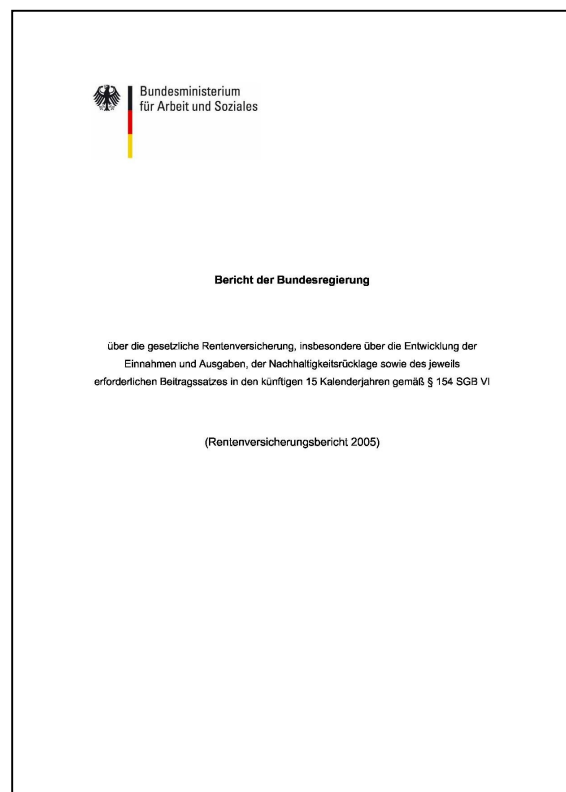 Bundesministerium
für Arbeit und Soziales
Bericht der Bundesregierung
über die gesetzliche Rentenversicherung, insbesondere über die Entwicklung der
Einnahmen und Ausgaben, der Nachhaltigkeitsrücklage sowie des jeweils
erforderlichen Beitragssatzes in den künftigen 15 Kalenderjahren gemäß § 154 SGB VI
(Rentenversicherungsbericht 2005)